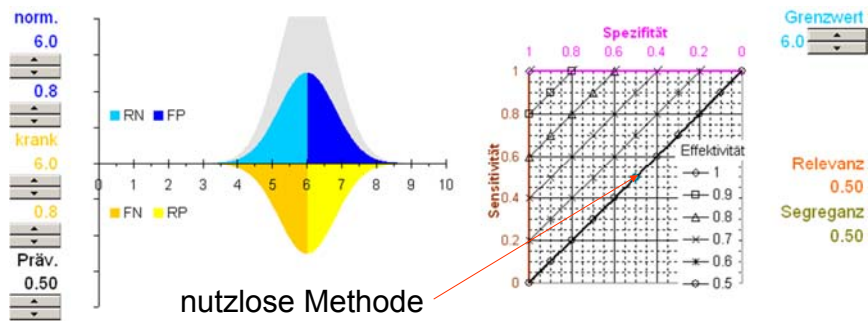 norm.
6.0
0.8
krank
6.0
0.8
Präv.
0.50
RN FP
0 1 2 3 4 5 6 7 8 9 10
FN RP
nutzlose Methode
Spezifität
1 0.8 0.6 0.4 0.2 0
Sensitivität
1
0.8
0.6
0.4
0.2
0
Effektivität
1
0.9
0.8
0.7
0.6
0.5
Grenzwert
6.0
Relevanz
0.50
Segreganz
0.50